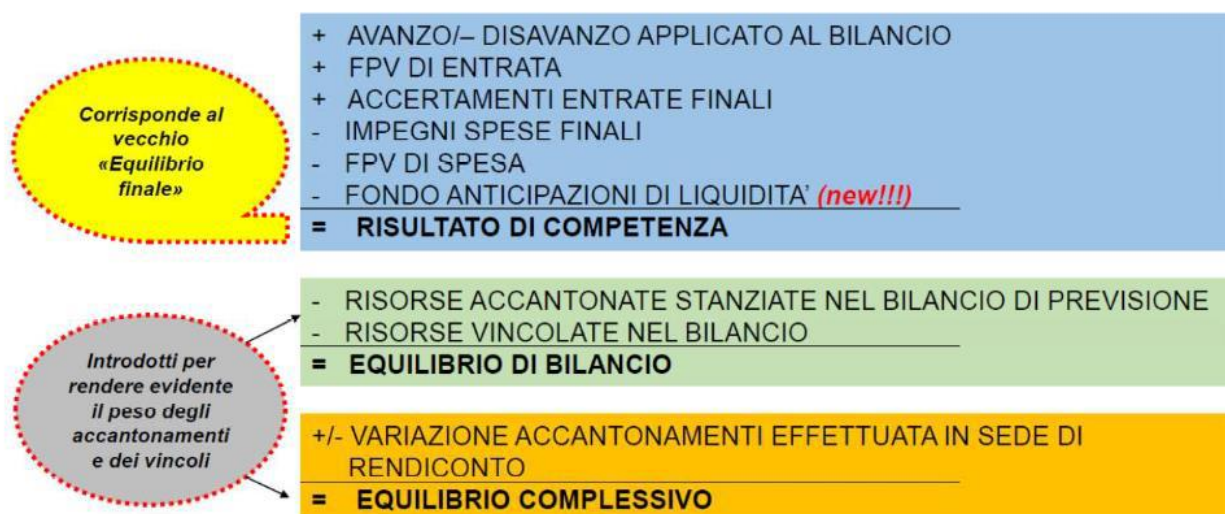 Corrisponde al
vecchio
«Equilibrio
finale»
+ AVANZO/– DISAVANZO APPLICATO AL BILANCIO
+ FPV DI ENTRATA
+ ACCERTAMENTI ENTRATE FINALI
- IMPEGNI SPESE FINALI
- FPV DI SPESA
- FONDO ANTICIPAZIONI DI LIQUIDITA' (new!!!)
= RISULTATO DI COMPETENZA
Introdotti per
rendere evidente
il peso degli
accantonamenti
e dei vincoli
- RISORSE ACCANTONATE STANZIATE NEL BILANCIO DI PREVISIONE
- RISORSE VINCOLATE NEL BILANCIO
= EQUILIBRIO DI BILANCIO
+/- VARIAZIONE ACCANTONAMENTI EFFETTUATA IN SEDE DI
RENDICONTO
= EQUILIBRIO COMPLESSIVO